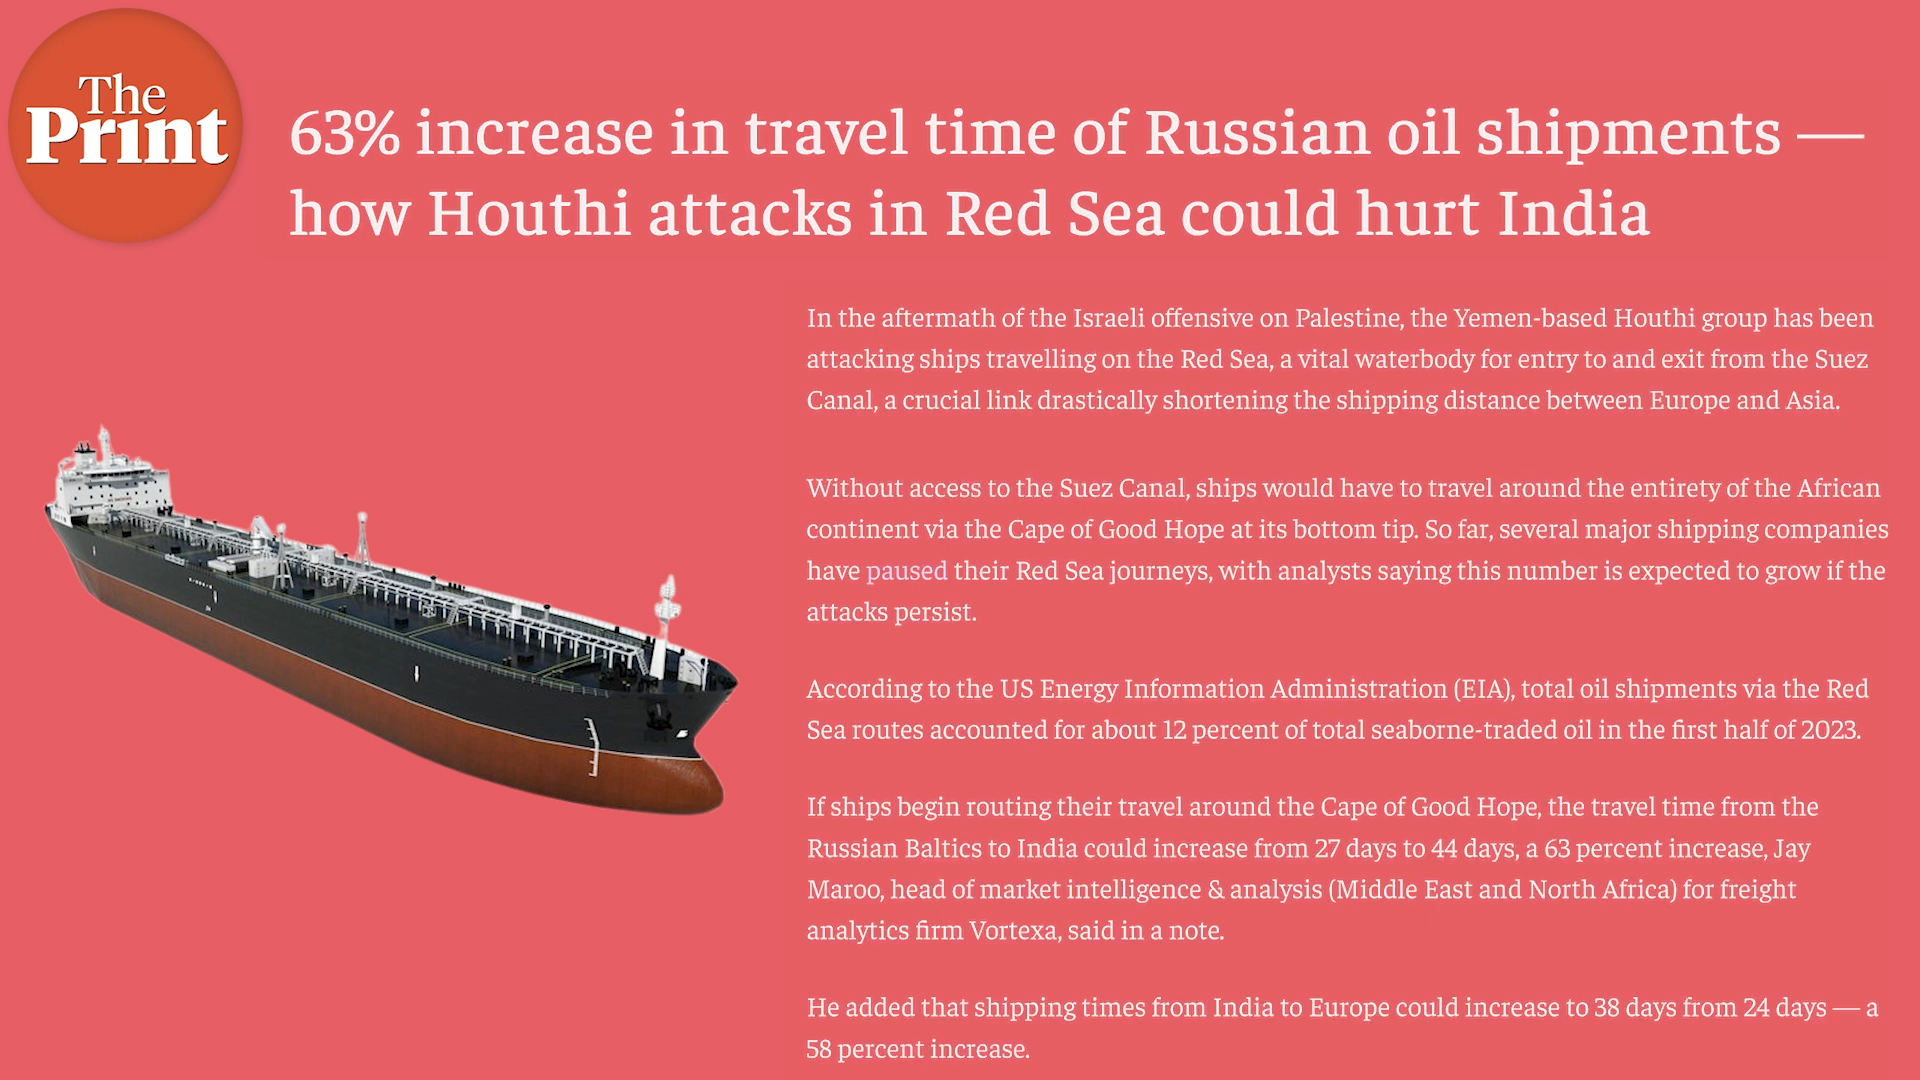 The
Print
63% increase in travel time of Russian oil shipments —
how Houthi attacks in Red Sea could hurt India
In the aftermath of the Israeli offensive on Palestine, the Yemen-based Houthi group has been
attacking ships travelling on the Red Sea, a vital waterbody for entry to and exit from the Suez
Canal, a crucial link drastically shortening the shipping distance between Europe and Asia.
Without access to the Suez Canal, ships would have to travel around the entirety of the African
continent via the Cape of Good Hope at its bottom tip. So far, several major shipping companies
have paused their Red Sea journeys, with analysts saying this number is expected to grow if the
attacks persist.
According to the US Energy Information Administration (EIA), total oil shipments via the Red
Sea routes accounted for about 12 percent of total seaborne-traded oil in the first half of 2023.
If ships begin routing their travel around the Cape of Good Hope, the travel time from the
Russian Baltics to India could increase from 27 days to 44 days, a 63 percent increase, Jay
Maroo, head of market intelligence & analysis (Middle East and North Africa) for freight
analytics firm Vortexa, said in a note.
He added that shipping times from India to Europe could increase to 38 days from 24 days — a
58 percent increase.